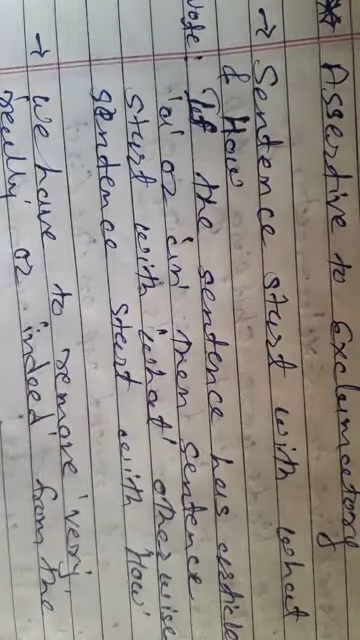 ** Assertive to Exclamatory
→ Sentence start with what
& How
Note: If the sentence has article
'a' or 'an' then sentence
start with 'what' otherwise
sentence start with 'How'
→ We have to remove 'very',
really or indeed from the